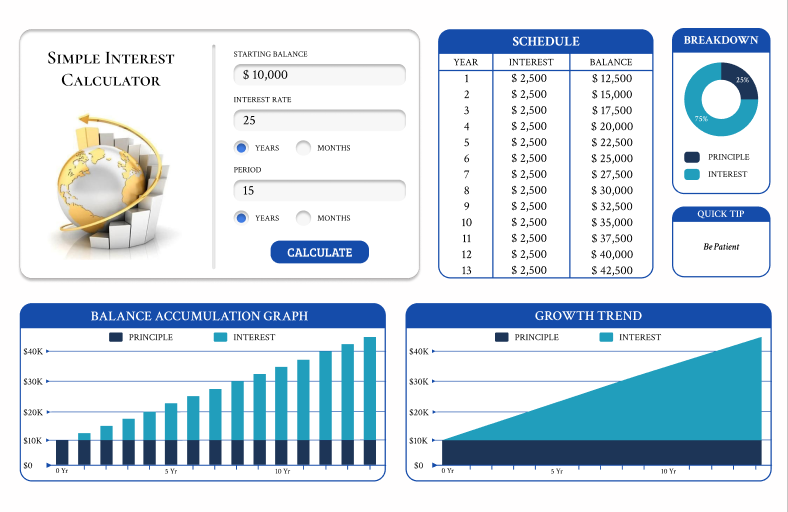 Simple Interest
Calculator
STARTING BALANCE
$ 10,000
INTEREST RATE
25
YEARS MONTHS
PERIOD
15
YEARS MONTHS
CALCULATE
SCHEDULE
YEAR INTEREST BALANCE
1 $ 2,500 $ 12,500
2 $ 2,500 $ 15,000
3 $ 2,500 $ 17,500
4 $ 2,500 $ 20,000
5 $ 2,500 $ 22,500
6 $ 2,500 $ 25,000
7 $ 2,500 $ 27,500
8 $ 2,500 $ 30,000
9 $ 2,500 $ 32,500
10 $ 2,500 $ 35,000
11 $ 2,500 $ 37,500
12 $ 2,500 $ 40,000
13 $ 2,500 $ 42,500
BREAKDOWN
25%
75%
PRINCIPLE
INTEREST
QUICK TIP
Be Patient
BALANCE ACCUMULATION GRAPH
PRINCIPLE INTEREST
$40K
$30K
$20K
$10K
$0
0 Yr 5 Yr 10 Yr
GROWTH TREND
PRINCIPLE INTEREST
$40K
$30K
$20K
$10K
$0
0 Yr 5 Yr 10 Yr